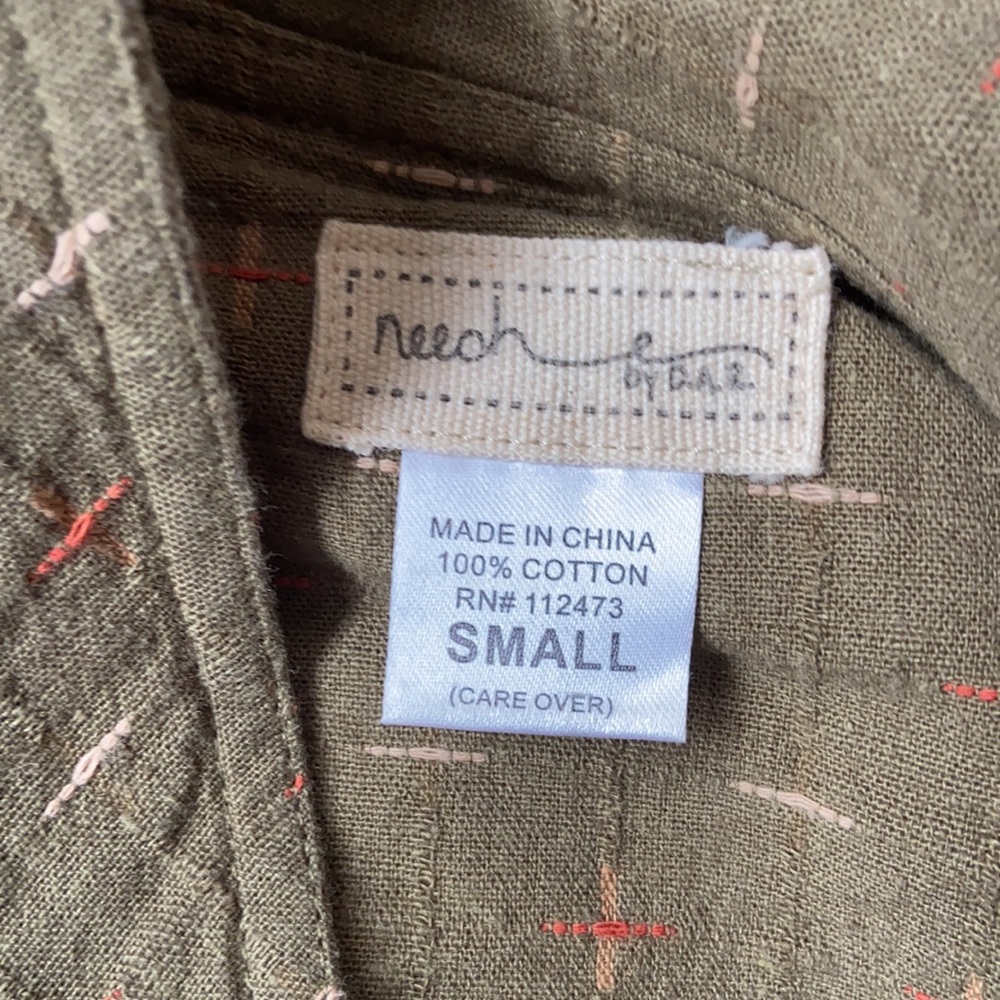 neech
by D.A.R.
MADE IN CHINA
100% COTTON
RN# 112473
SMALL
(CARE OVER)